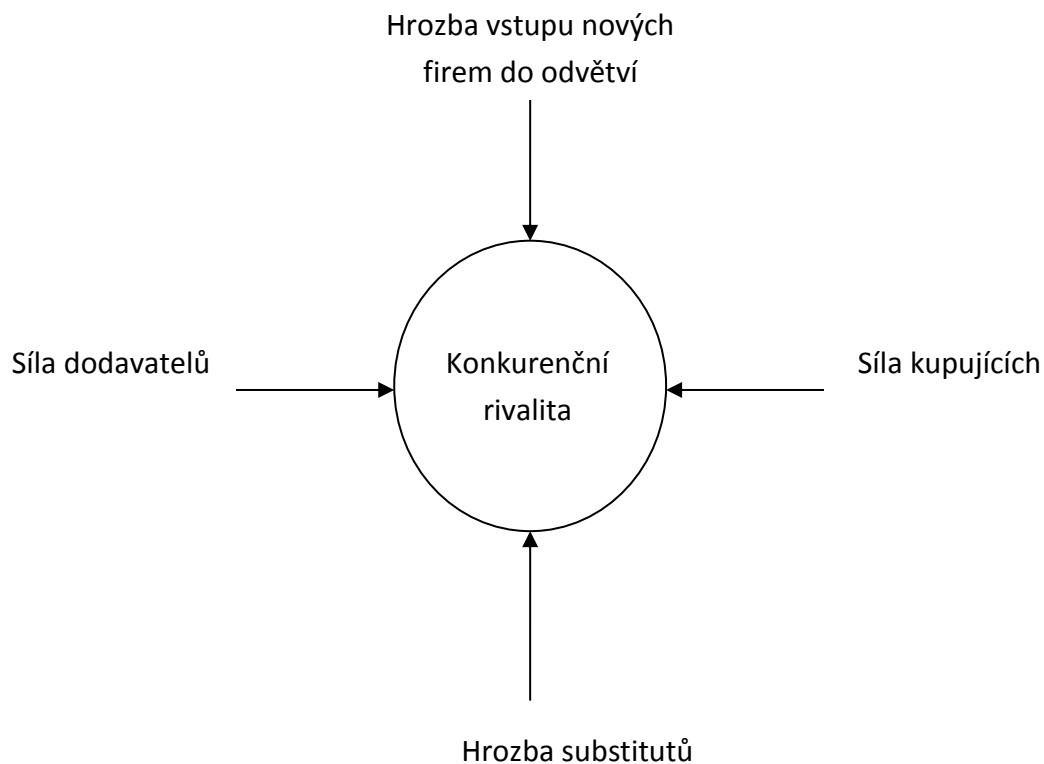 Hrozba vstupu nových
firem do odvětví
Síla dodavatelů
Konkurenční
rivalita
Síla kupujících
Hrozba substitutů